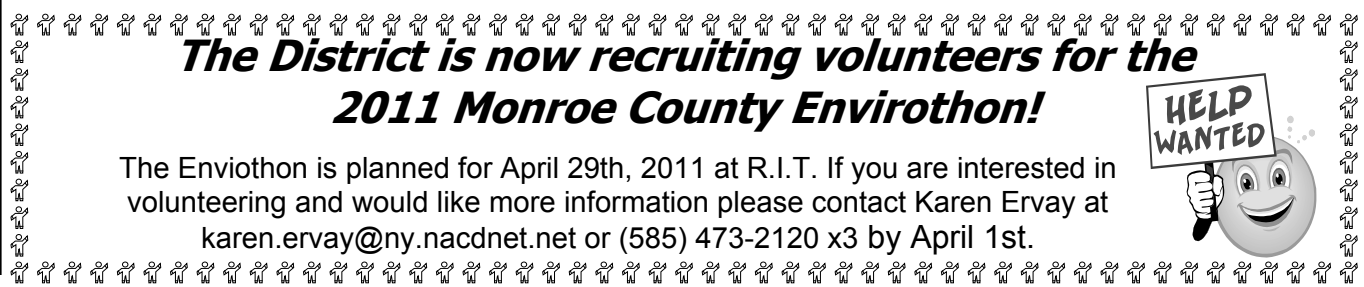 The District is now recruiting volunteers for the
2011 Monroe County Envirothon!
HELP
WANTED
The Enviothon is planned for April 29th, 2011 at R.I.T. If you are interested in
volunteering and would like more information please contact Karen Ervay at
karen.ervay@ny.nacdnet.net or (585) 473-2120 x3 by April 1st.